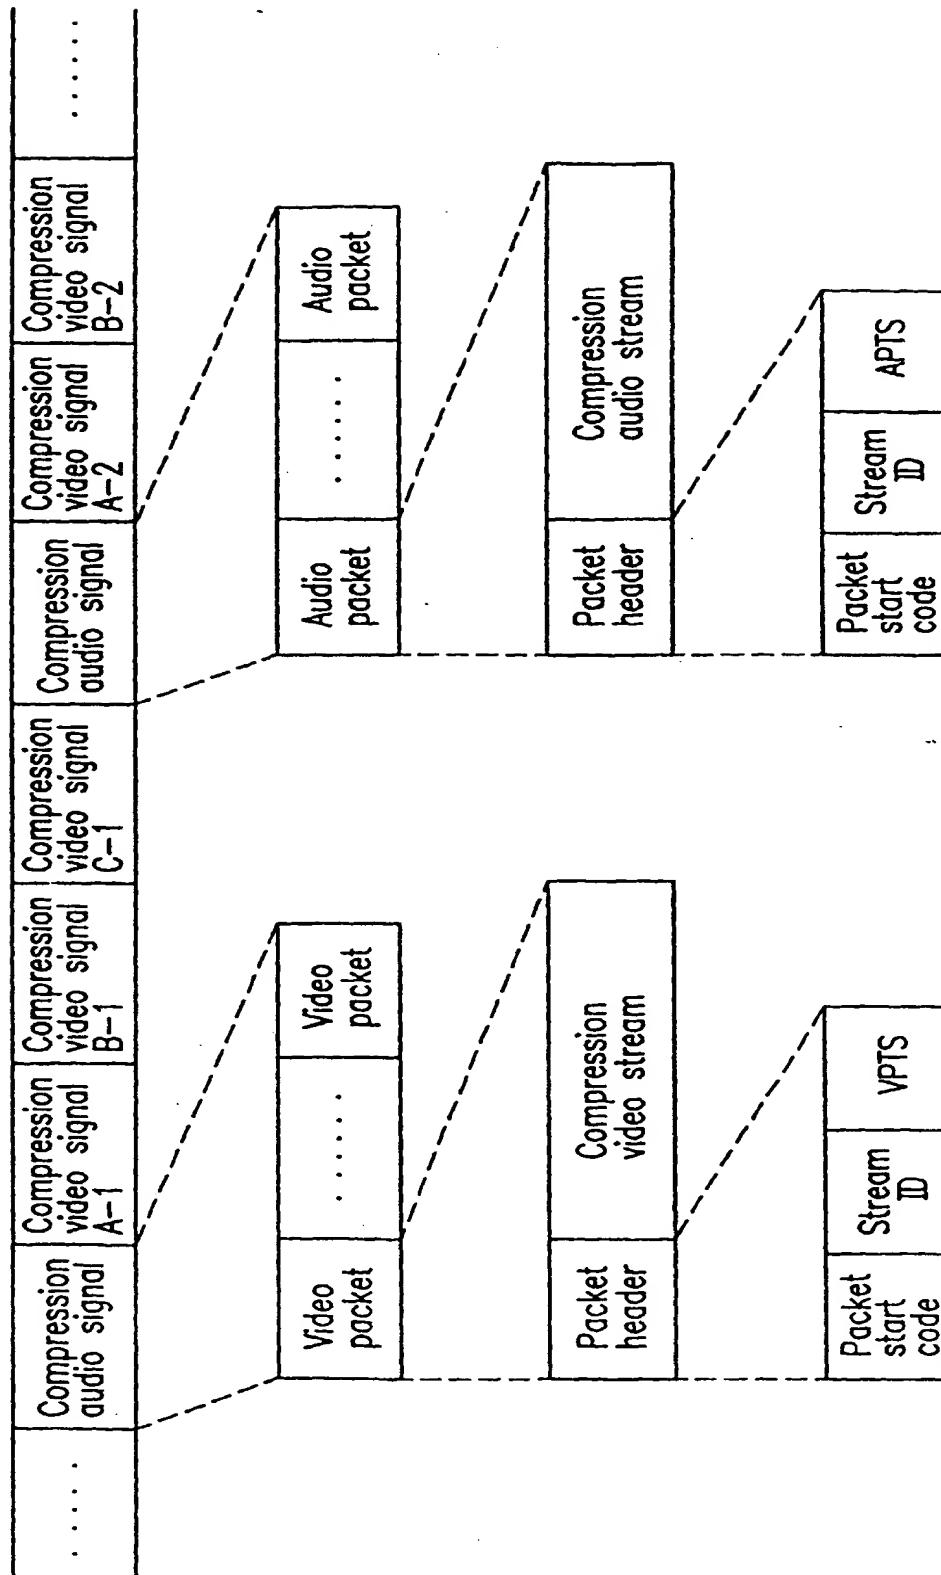 . . . . .
Compression
audio signal
Compression
video signal
A-1
Compression
video signal
B-1
Compression
video signal
C-1
Compression
audio signal
Compression
video signal
A-2
Compression
video signal
B-2
. . . . . .
Video
packet
. . . . . .
Video
packet
Audio
packet
. . . . . .
Audio
packet
Packet
header
Compression
video stream
Packet
header
Compression
audio stream
Packet
start
code
Stream
ID
VPTS
Packet
start
code
Stream
ID
APTS